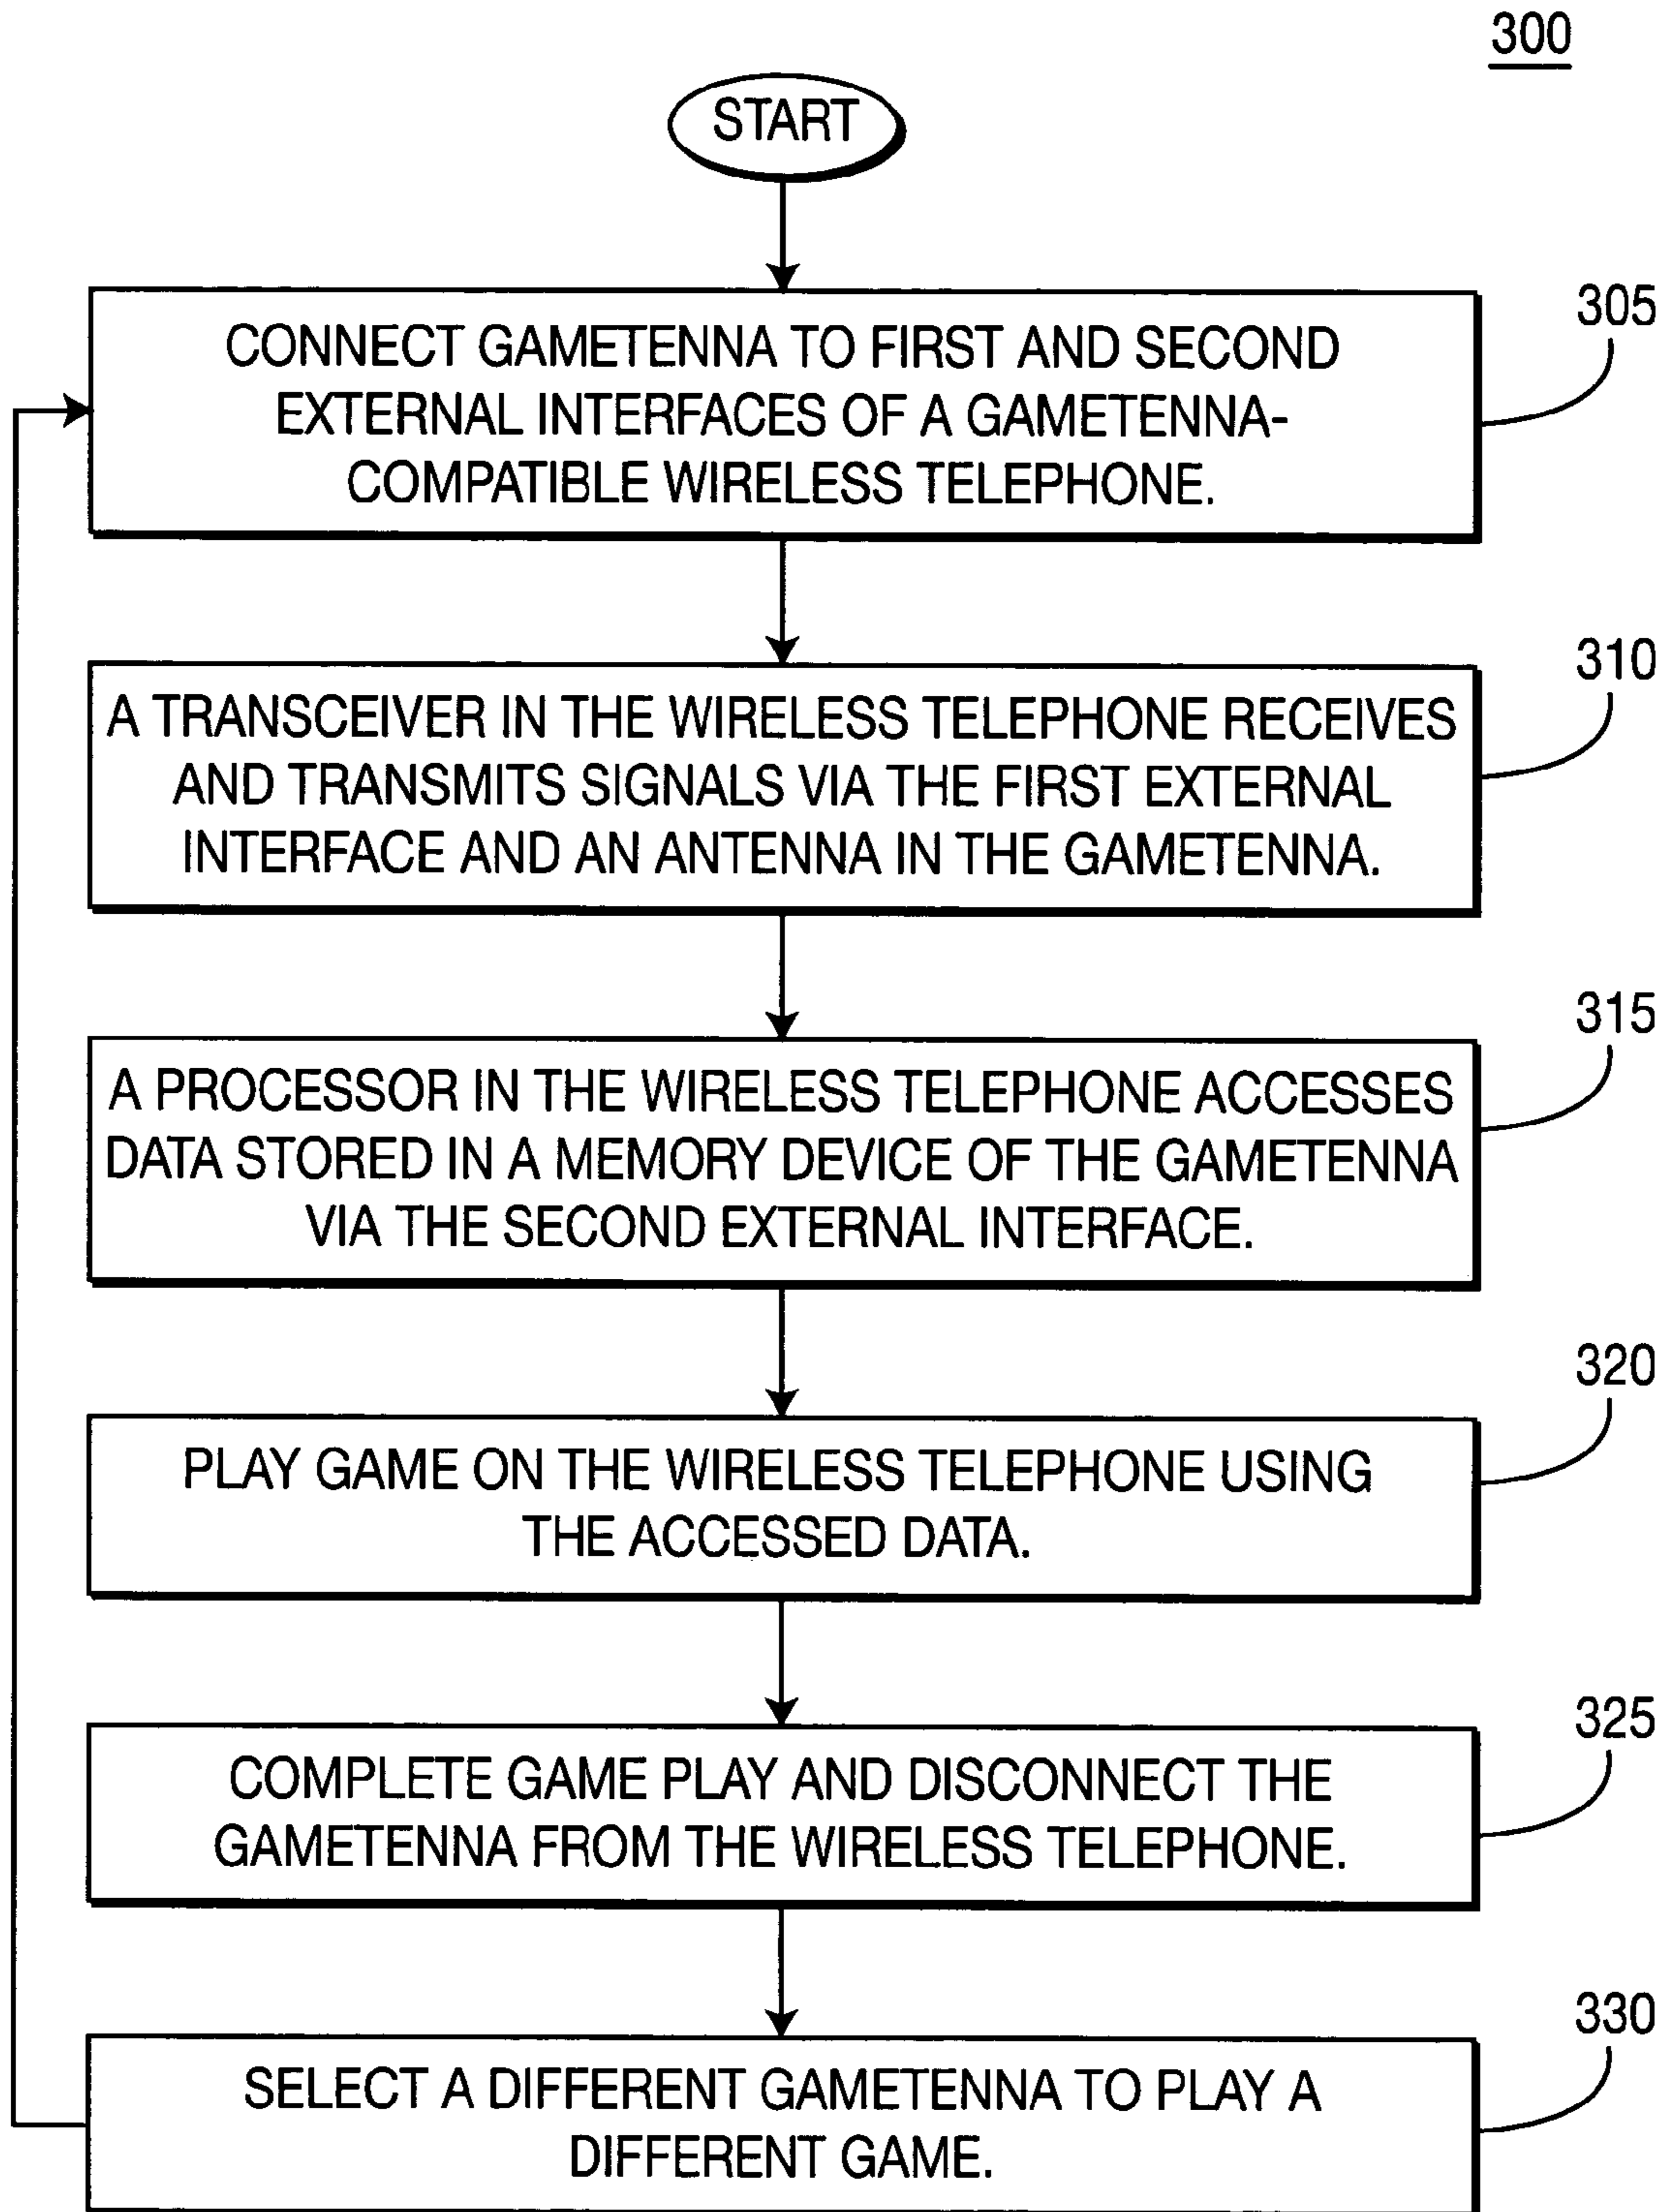 300
START
305
CONNECT GAMETENNA TO FIRST AND SECOND
EXTERNAL INTERFACES OF A GAMETENNA-
COMPATIBLE WIRELESS TELEPHONE.
310
A TRANSCEIVER IN THE WIRELESS TELEPHONE RECEIVES
AND TRANSMITS SIGNALS VIA THE FIRST EXTERNAL
INTERFACE AND AN ANTENNA IN THE GAMETENNA.
315
A PROCESSOR IN THE WIRELESS TELEPHONE ACCESSES
DATA STORED IN A MEMORY DEVICE OF THE GAMETENNA
VIA THE SECOND EXTERNAL INTERFACE.
320
PLAY GAME ON THE WIRELESS TELEPHONE USING
THE ACCESSED DATA.
325
COMPLETE GAME PLAY AND DISCONNECT THE
GAMETENNA FROM THE WIRELESS TELEPHONE.
330
SELECT A DIFFERENT GAMETENNA TO PLAY A
DIFFERENT GAME.